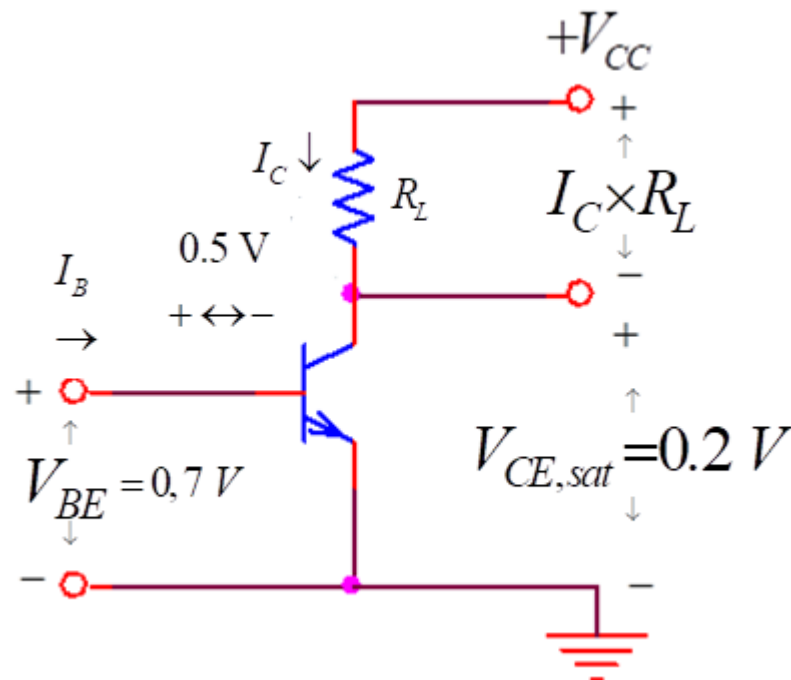 +V_CC
+
↑
I_C ↓
R_L
I_C×R_L
0.5 V
↓
−
I_B
+↔−
+
→
+
↑
↑
V_BE = 0,7 V
V_CE,sat = 0.2 V
↓
↓
−
−